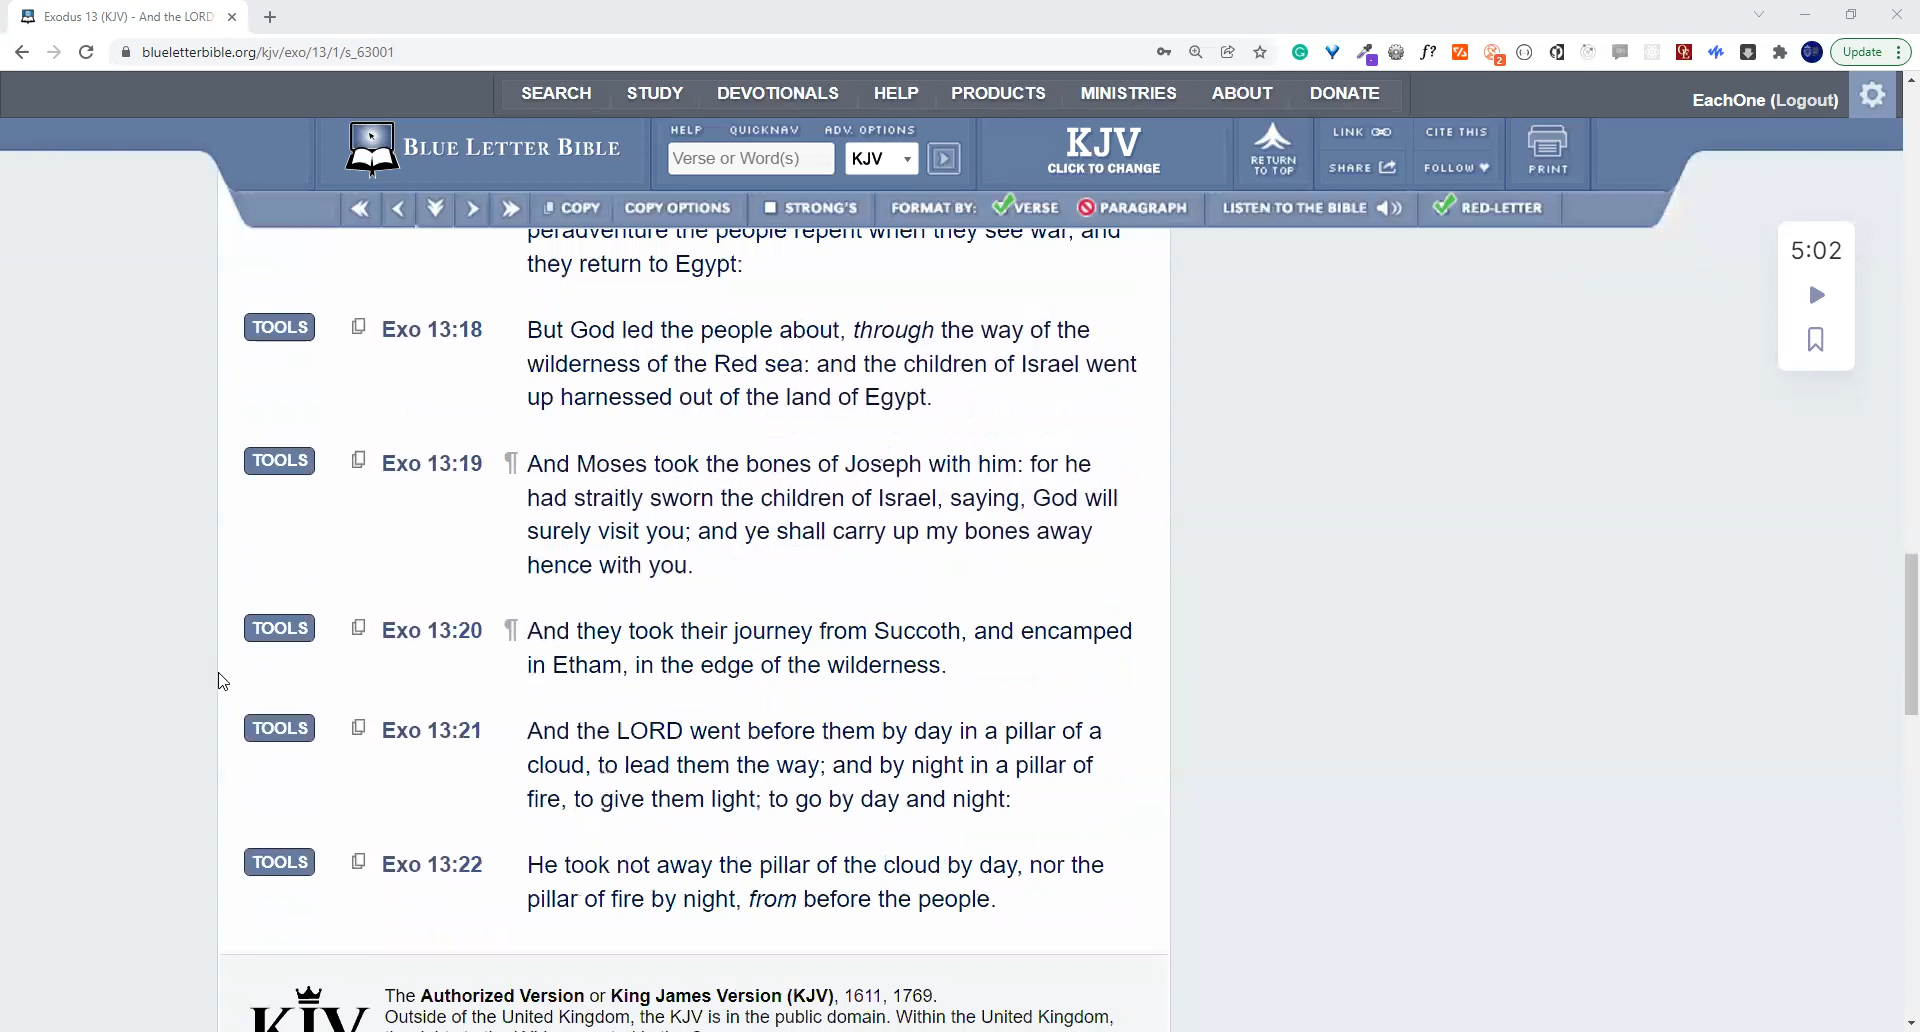 Exodus 13 (KJV) - And the LORD
blueletterbible.org/kjv/exo/13/1/s_63001
Update
SEARCH STUDY DEVOTIONALS HELP PRODUCTS MINISTRIES ABOUT DONATE
EachOne (Logout)
BLUE LETTER BIBLE
HELP QUICKNAV ADV. OPTIONS
Verse or Word(s) KJV
KJV
CLICK TO CHANGE
RETURN
TO TOP
LINK CITE THIS
SHARE FOLLOW
PRINT
COPY COPY OPTIONS STRONG'S FORMAT BY: VERSE PARAGRAPH LISTEN TO THE BIBLE RED-LETTER
5:02
peradventure the people repent when they see war, and
they return to Egypt:
TOOLS Exo 13:18 But God led the people about, through the way of the
wilderness of the Red sea: and the children of Israel went
up harnessed out of the land of Egypt.
TOOLS Exo 13:19 ¶ And Moses took the bones of Joseph with him: for he
had straitly sworn the children of Israel, saying, God will
surely visit you; and ye shall carry up my bones away
hence with you.
TOOLS Exo 13:20 ¶ And they took their journey from Succoth, and encamped
in Etham, in the edge of the wilderness.
TOOLS Exo 13:21 And the LORD went before them by day in a pillar of a
cloud, to lead them the way; and by night in a pillar of
fire, to give them light; to go by day and night:
TOOLS Exo 13:22 He took not away the pillar of the cloud by day, nor the
pillar of fire by night, from before the people.
KJV
The Authorized Version or King James Version (KJV), 1611, 1769.
Outside of the United Kingdom, the KJV is in the public domain. Within the United Kingdom,